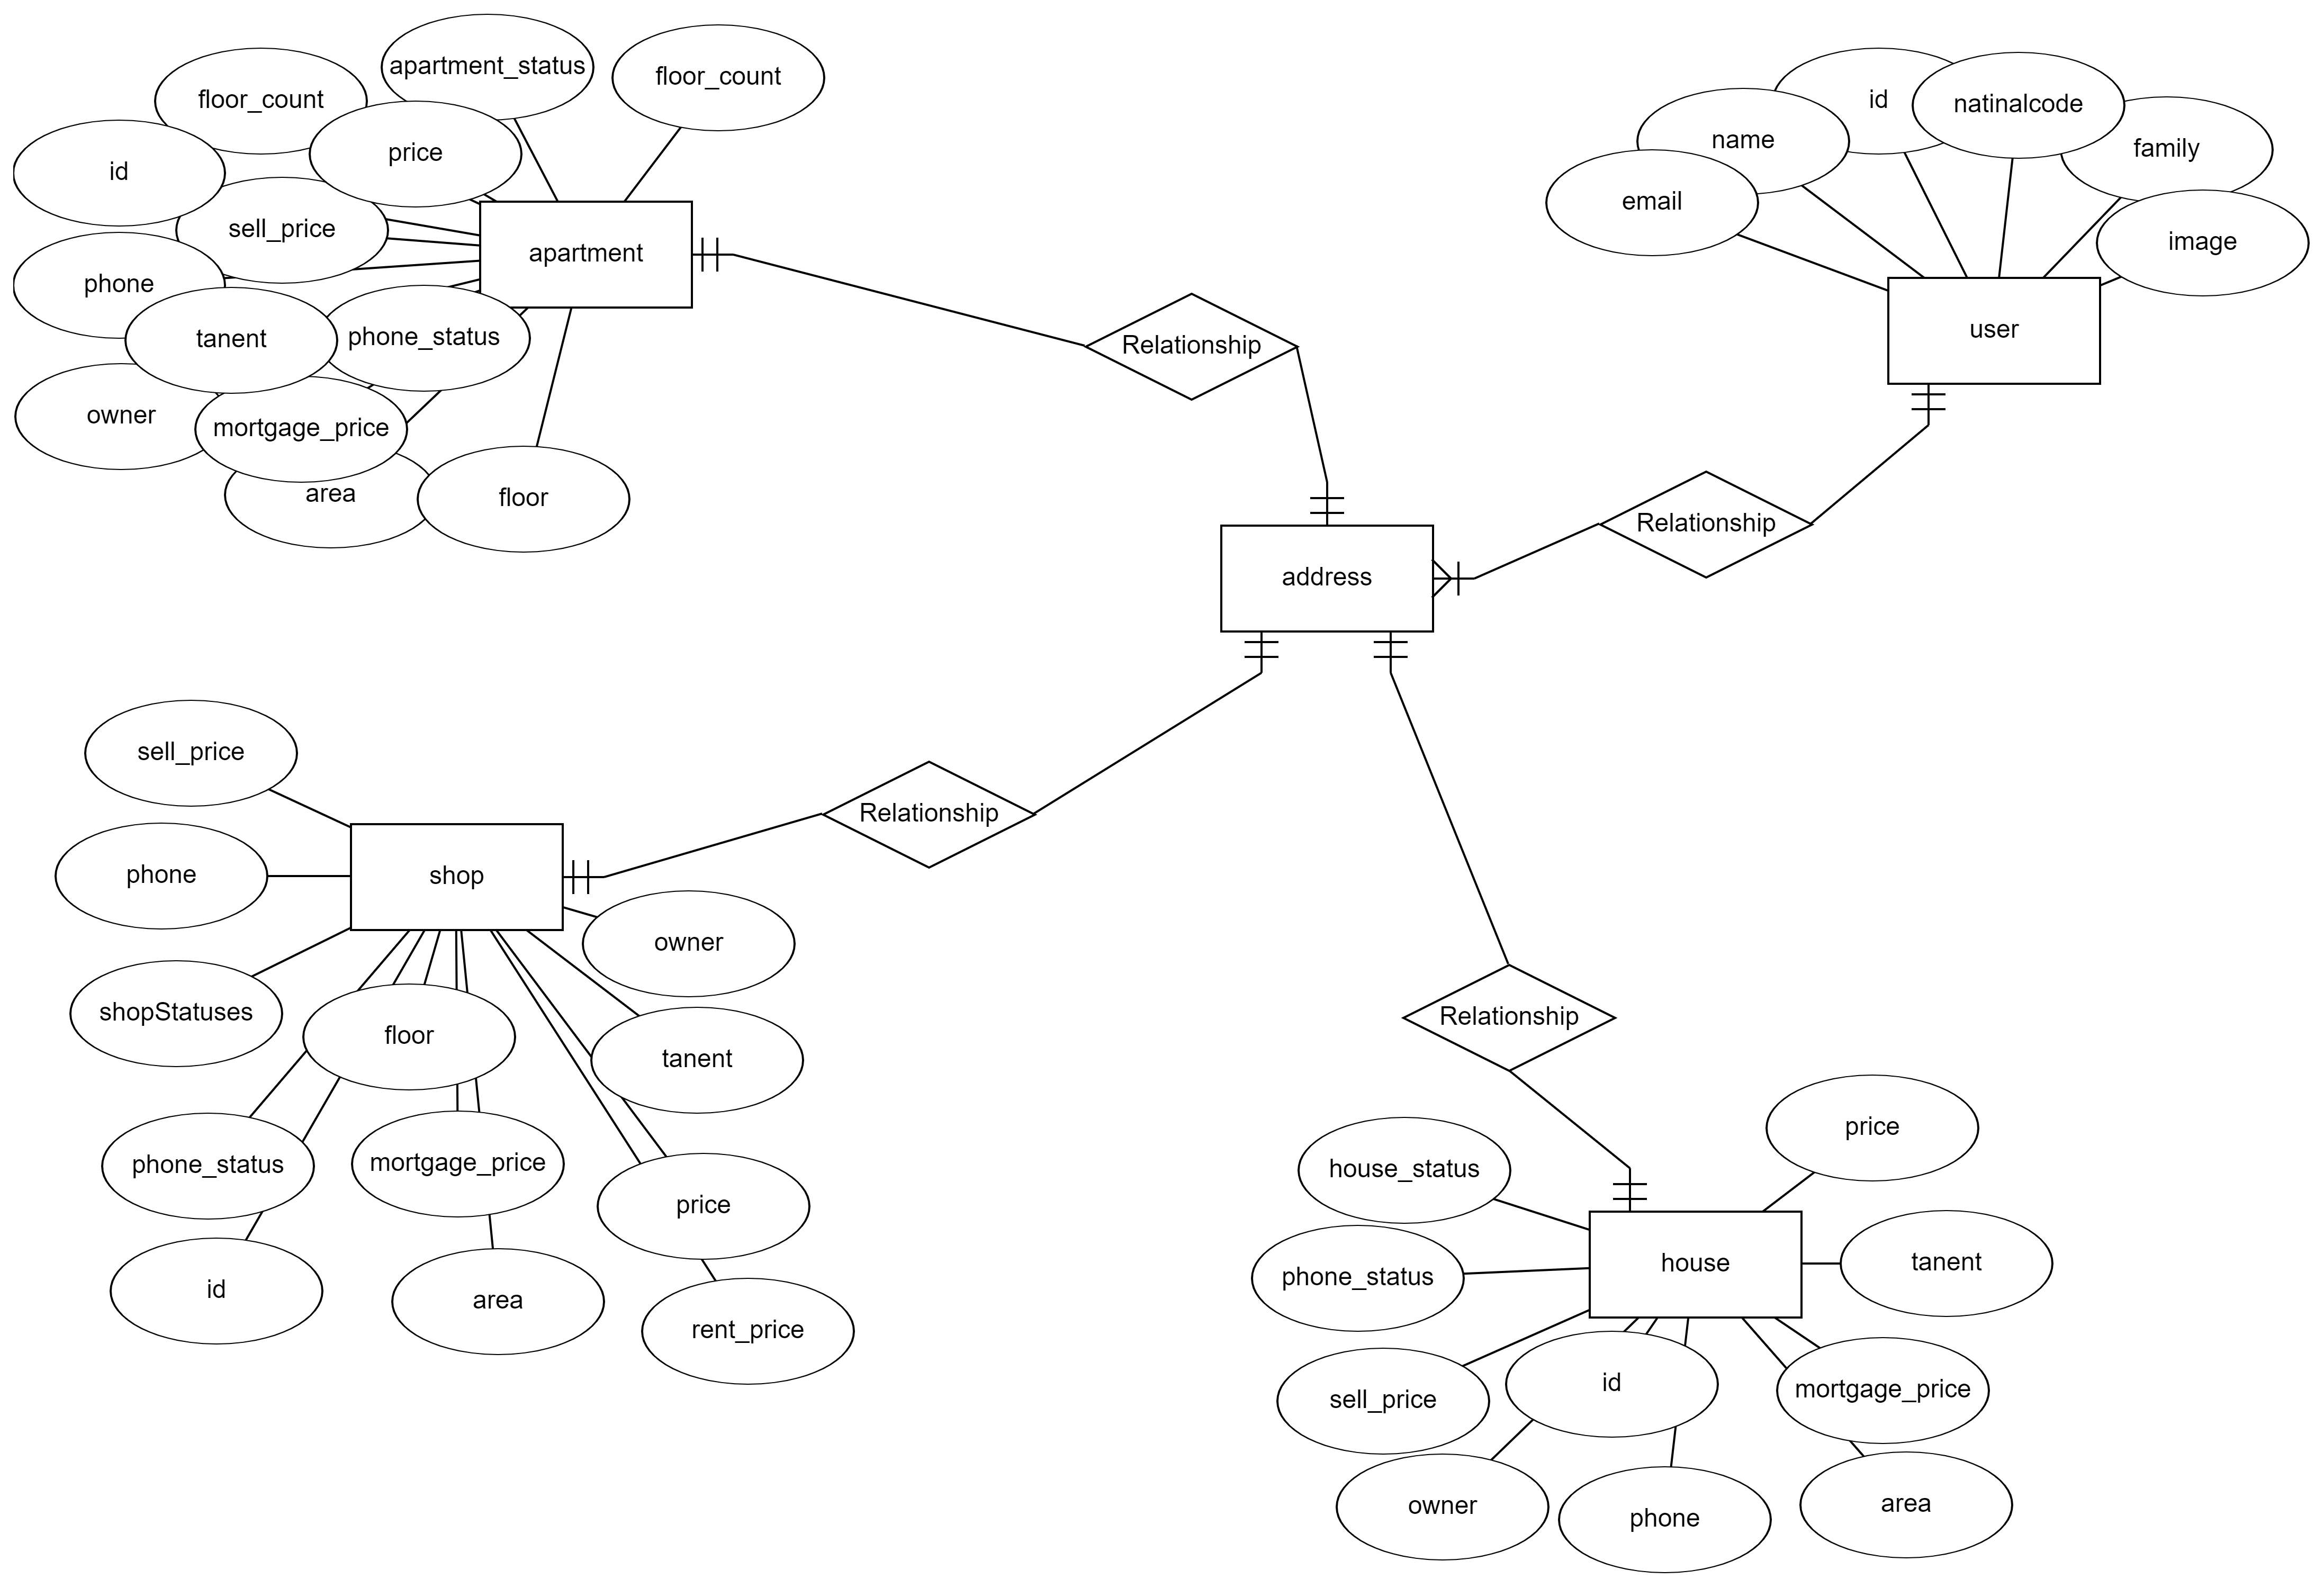 apartment_status
floor_count
floor_count
price
id
sell_price
apartment
phone
tanent
phone_status
owner
mortgage_price
area
floor
id
natinalcode
name
family
email
image
user
Relationship
Relationship
address
sell_price
Relationship
phone
shop
owner
shopStatuses
floor
tanent
phone_status
mortgage_price
price
id
area
rent_price
Relationship
price
house_status
phone_status
house
tanent
sell_price
id
mortgage_price
owner
phone
area